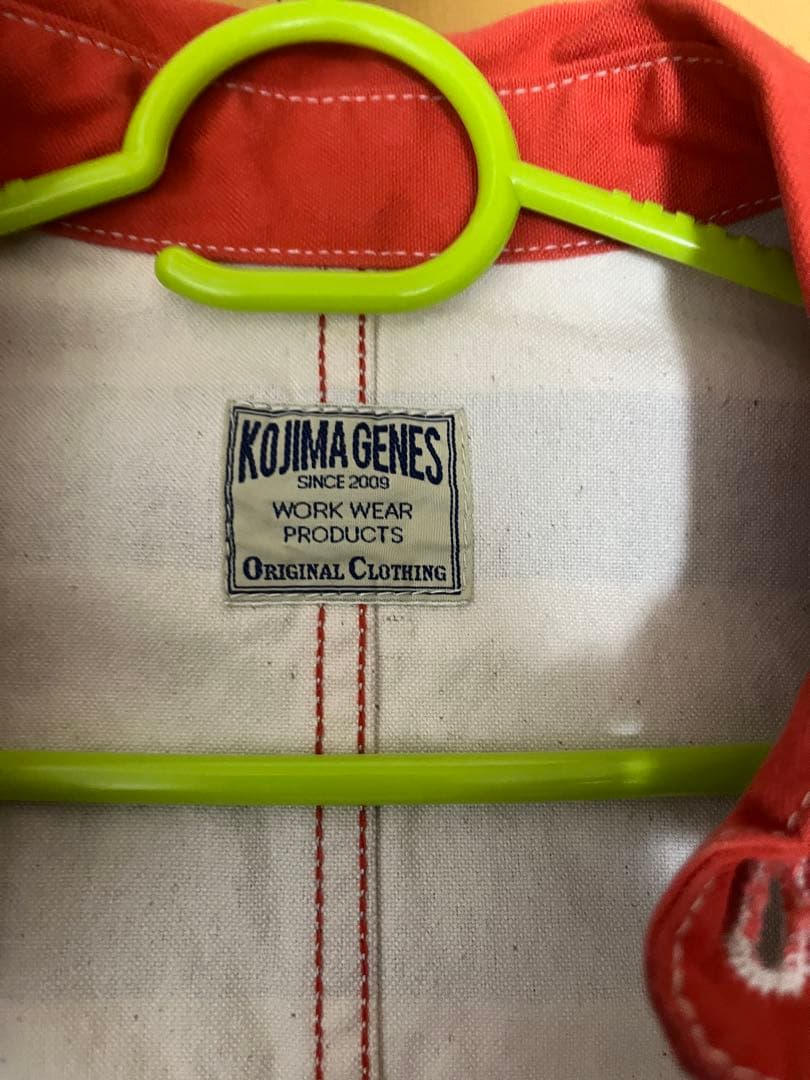 KOJIMA GENES
SINCE 2009
WORK WEAR
PRODUCTS
ORIGINAL CLOTHING